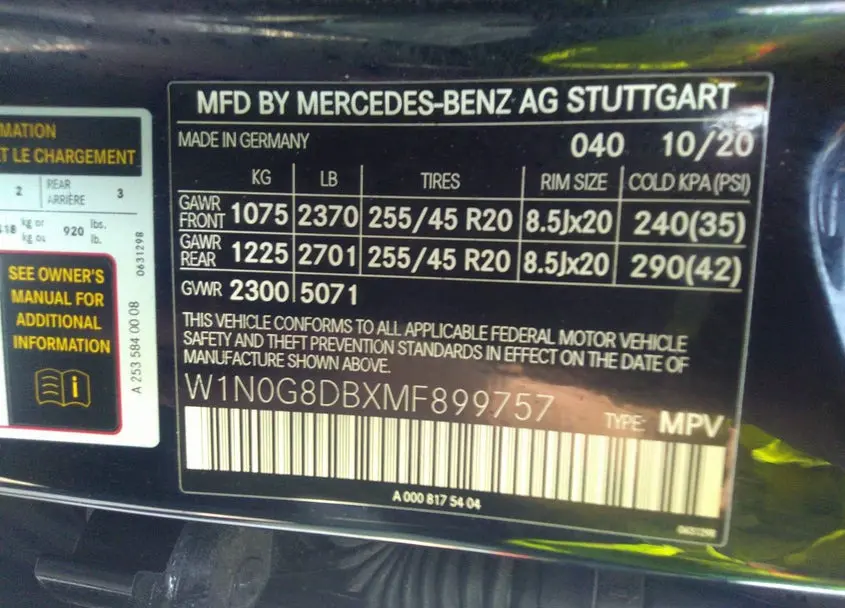 MATION
T LE CHARGEMENT
2 REAR ARRIÈRE 3
kg or kg ou 920 lbs. lb.
0631298
SEE OWNER'S
MANUAL FOR
ADDITIONAL
INFORMATION
A 253 584 00 08
MFD BY MERCEDES-BENZ AG STUTTGART
MADE IN GERMANY 040 10/20
KG LB TIRES RIM SIZE COLD KPA (PSI)
GAWR FRONT 1075 2370 255/45 R20 8.5Jx20 240(35)
GAWR REAR 1225 2701 255/45 R20 8.5Jx20 290(42)
GVWR 2300 5071
THIS VEHICLE CONFORMS TO ALL APPLICABLE FEDERAL MOTOR VEHICLE
SAFETY AND THEFT PREVENTION STANDARDS IN EFFECT ON THE DATE OF
MANUFACTURE SHOWN ABOVE.
W1N0G8DBXMF899757 TYPE: MPV
A 000 817 54 04
0631298